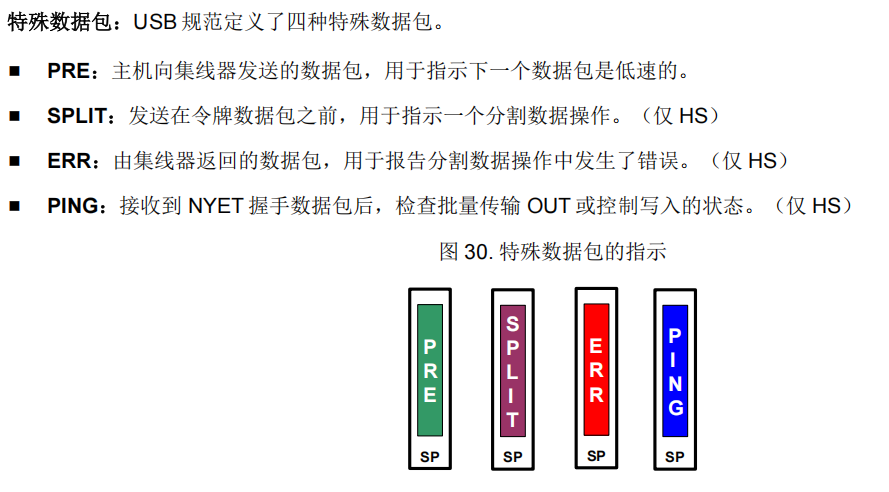 特殊数据包：USB 规范定义了四种特殊数据包。
■ PRE：主机向集线器发送的数据包，用于指示下一个数据包是低速的。
■ SPLIT：发送在令牌数据包之前，用于指示一个分割数据操作。（仅 HS）
■ ERR：由集线器返回的数据包，用于报告分割数据操作中发生了错误。（仅 HS）
■ PING：接收到 NYET 握手数据包后，检查批量传输 OUT 或控制写入的状态。（仅 HS）
图 30. 特殊数据包的指示
PRE
SP
SPLIT
SP
ERR
SP
PING
SP